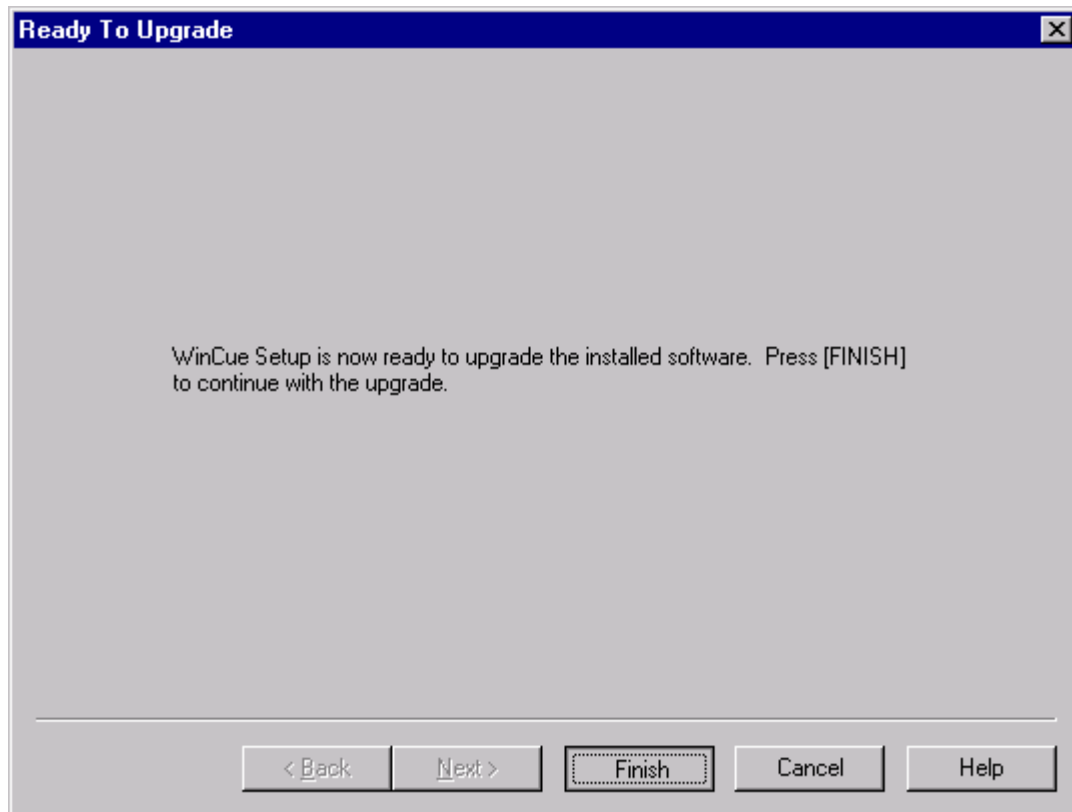 Ready To Upgrade
WinCue Setup is now ready to upgrade the installed software.  Press [FINISH]
to continue with the upgrade.
< Back Next > Finish Cancel Help